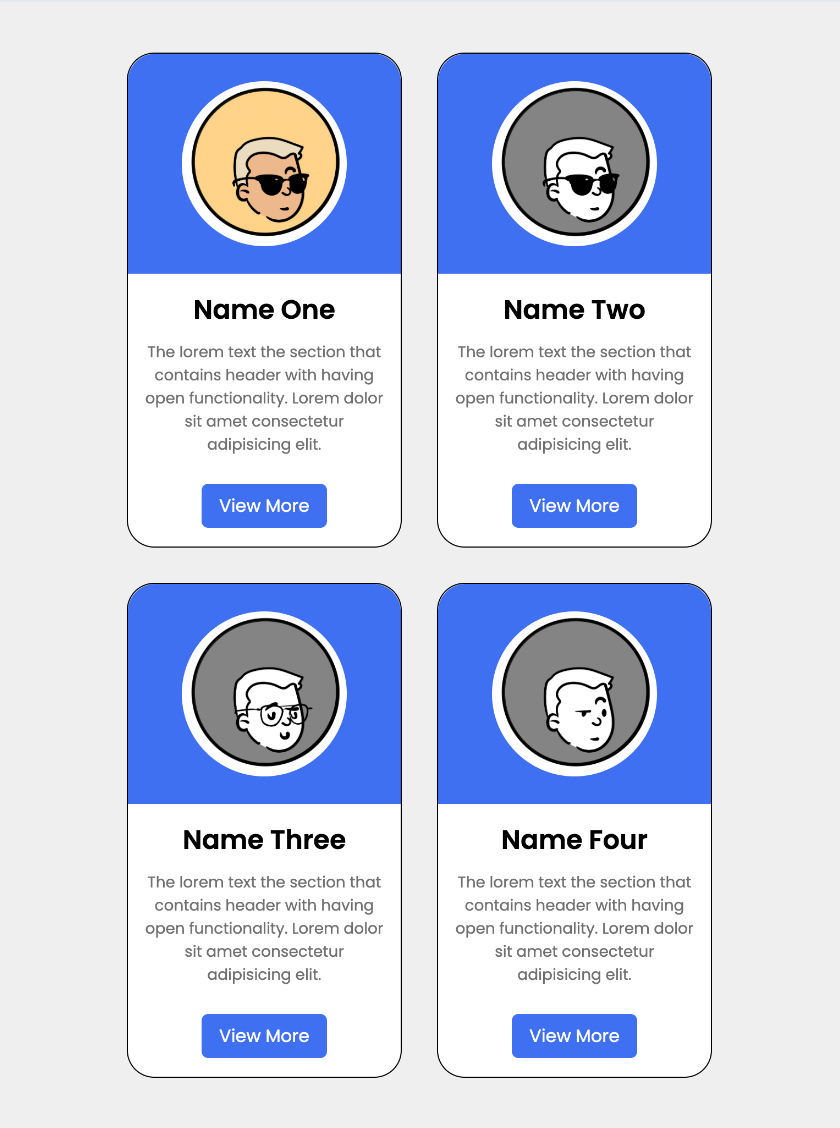 Name One
The lorem text the section that
contains header with having
open functionality. Lorem dolor
sit amet consectetur
adipisicing elit.
View More
Name Two
The lorem text the section that
contains header with having
open functionality. Lorem dolor
sit amet consectetur
adipisicing elit.
View More
Name Three
The lorem text the section that
contains header with having
open functionality. Lorem dolor
sit amet consectetur
adipisicing elit.
View More
Name Four
The lorem text the section that
contains header with having
open functionality. Lorem dolor
sit amet consectetur
adipisicing elit.
View More